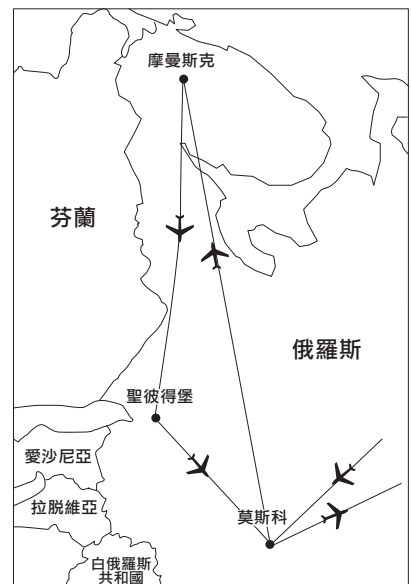 摩曼斯克
芬蘭
俄羅斯
聖彼得堡
愛沙尼亞
拉脱維亞
莫斯科
白俄羅斯
共和國